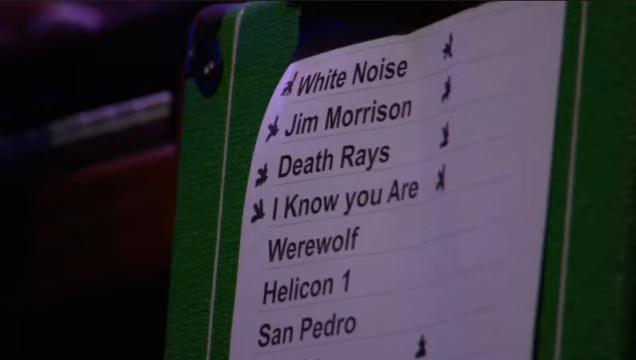 White Noise
Jim Morrison
Death Rays
I Know you Are
Werewolf
Helicon 1
San Pedro